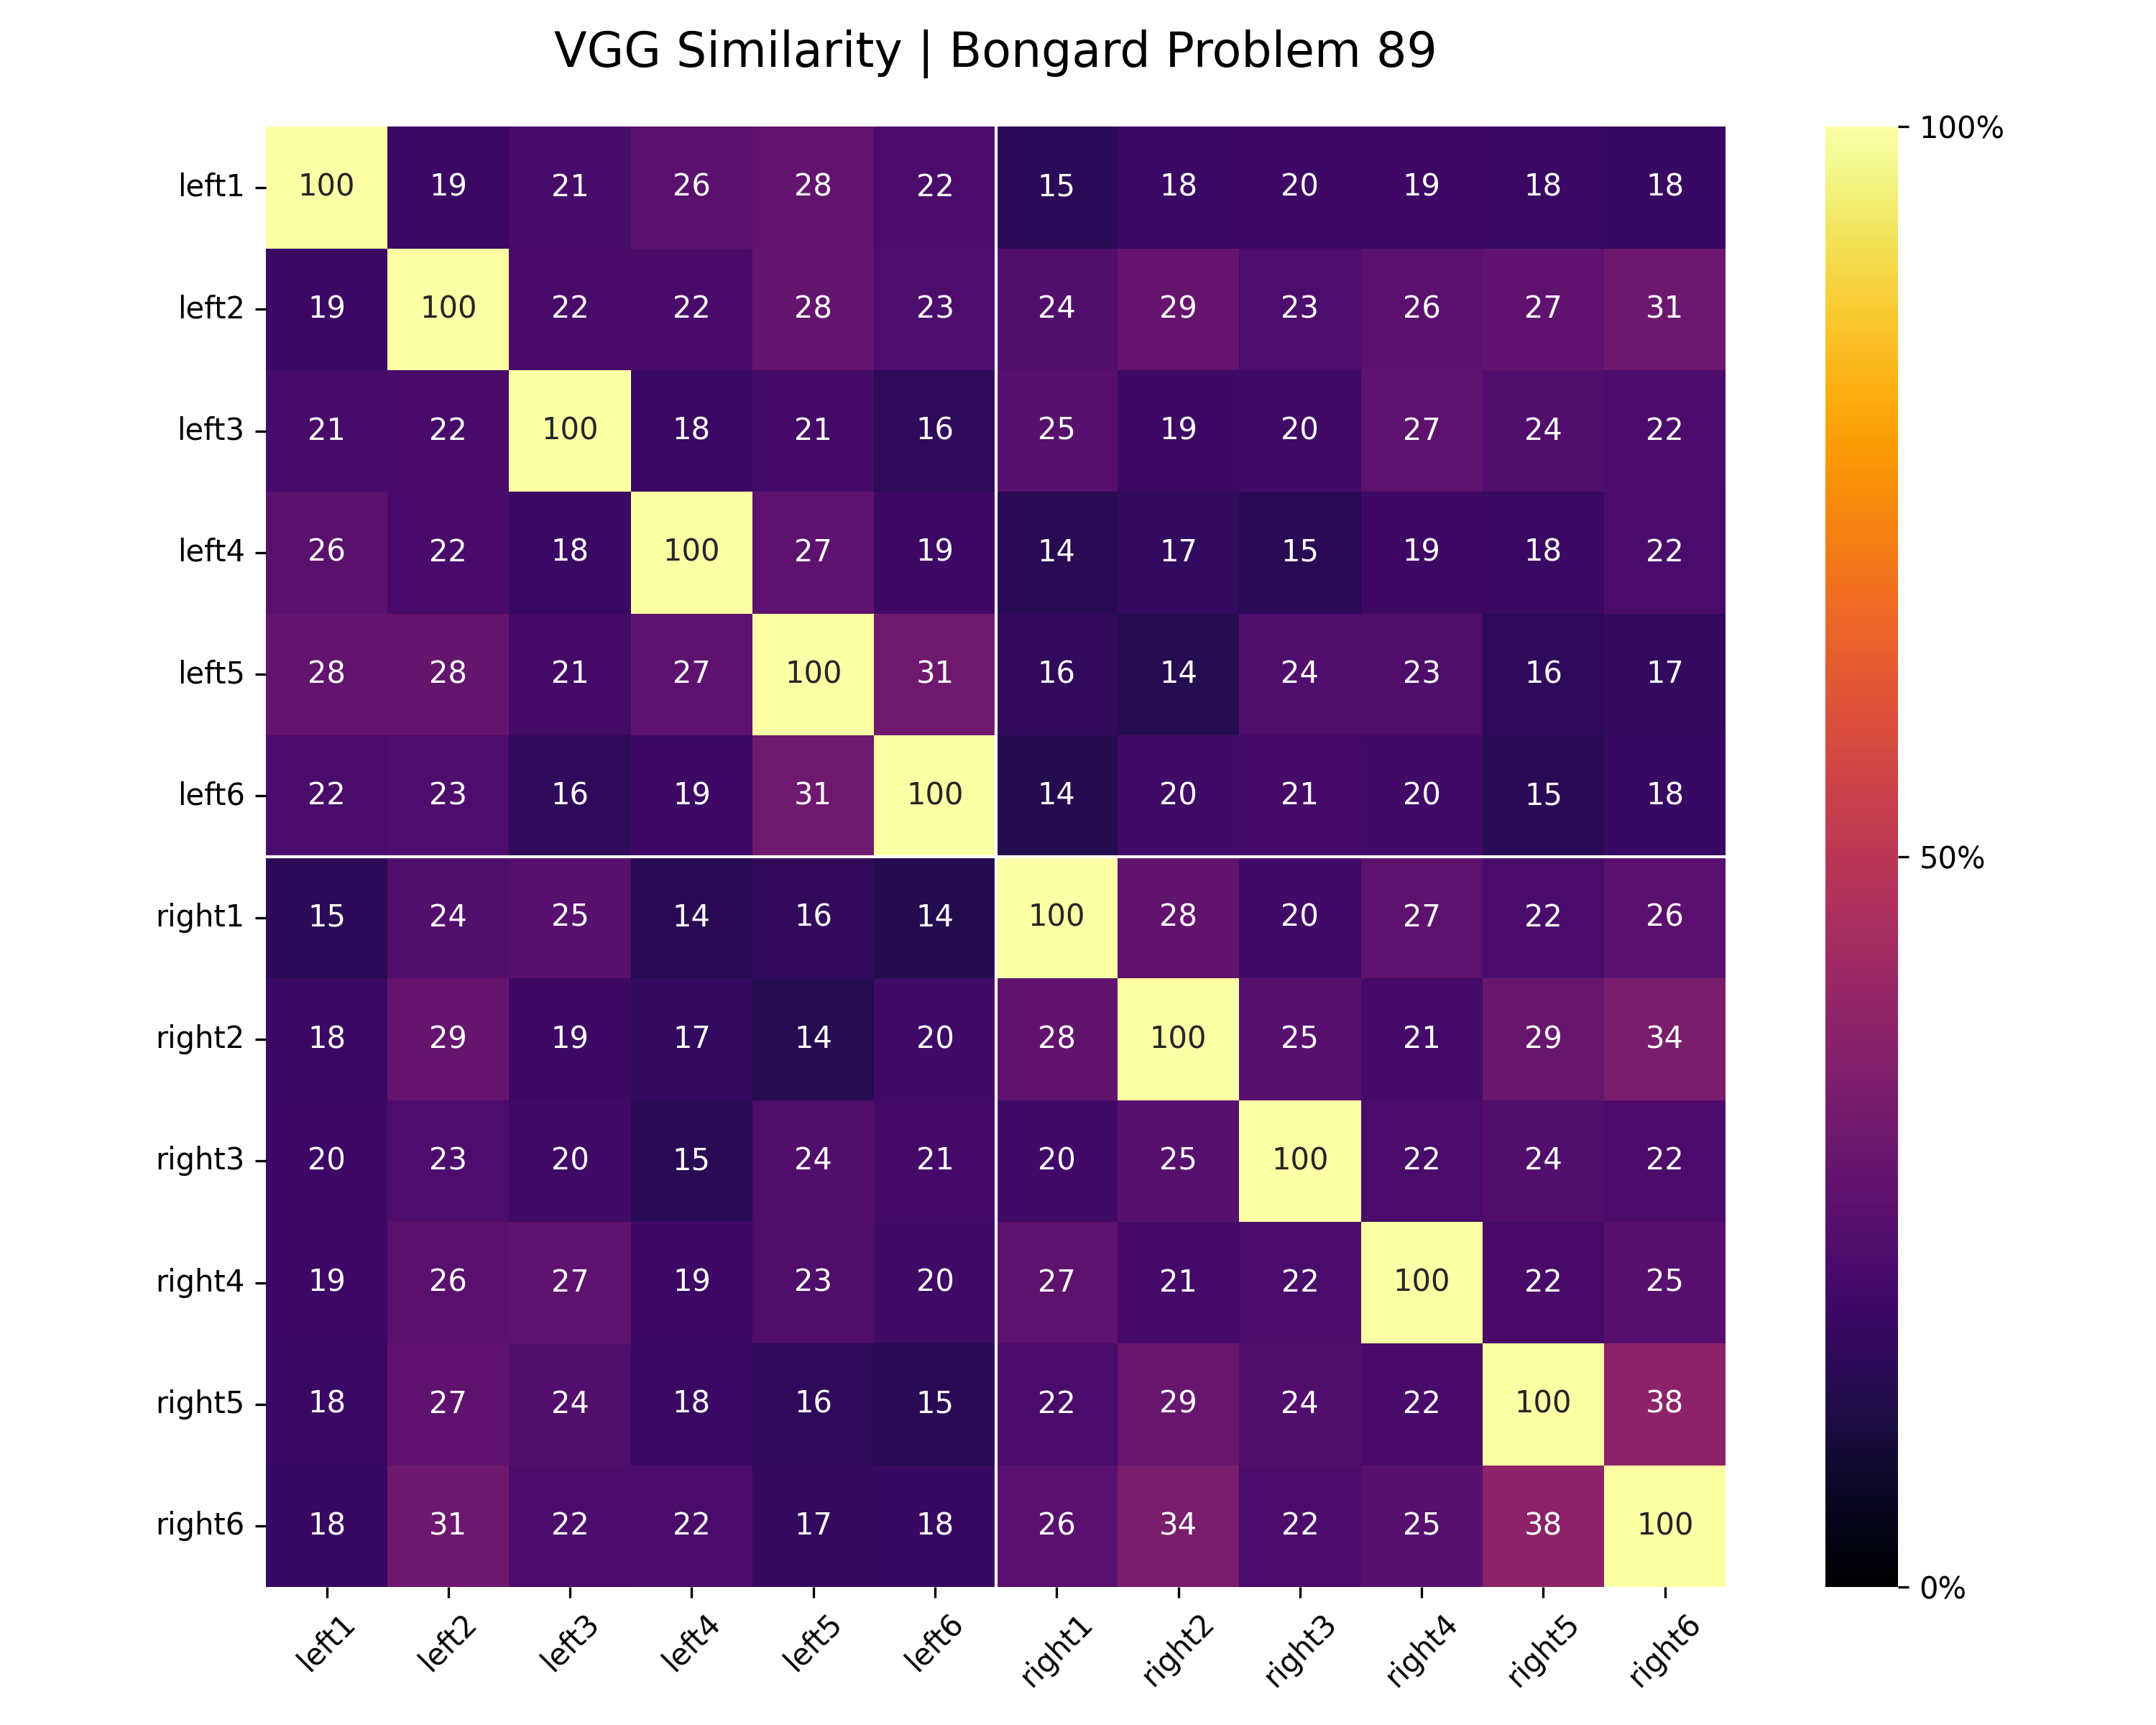 VGG Similarity | Bongard Problem 89
left1 100 19 21 26 28 22 15 18 20 19 18 18
left2 19 100 22 22 28 23 24 29 23 26 27 31
left3 21 22 100 18 21 16 25 19 20 27 24 22
left4 26 22 18 100 27 19 14 17 15 19 18 22
left5 28 28 21 27 100 31 16 14 24 23 16 17
left6 22 23 16 19 31 100 14 20 21 20 15 18
right1 15 24 25 14 16 14 100 28 20 27 22 26
right2 18 29 19 17 14 20 28 100 25 21 29 34
right3 20 23 20 15 24 21 20 25 100 22 24 22
right4 19 26 27 19 23 20 27 21 22 100 22 25
right5 18 27 24 18 16 15 22 29 24 22 100 38
right6 18 31 22 22 17 18 26 34 22 25 38 100
left1 left2 left3 left4 left5 left6 right1 right2 right3 right4 right5 right6
100%
50%
0%